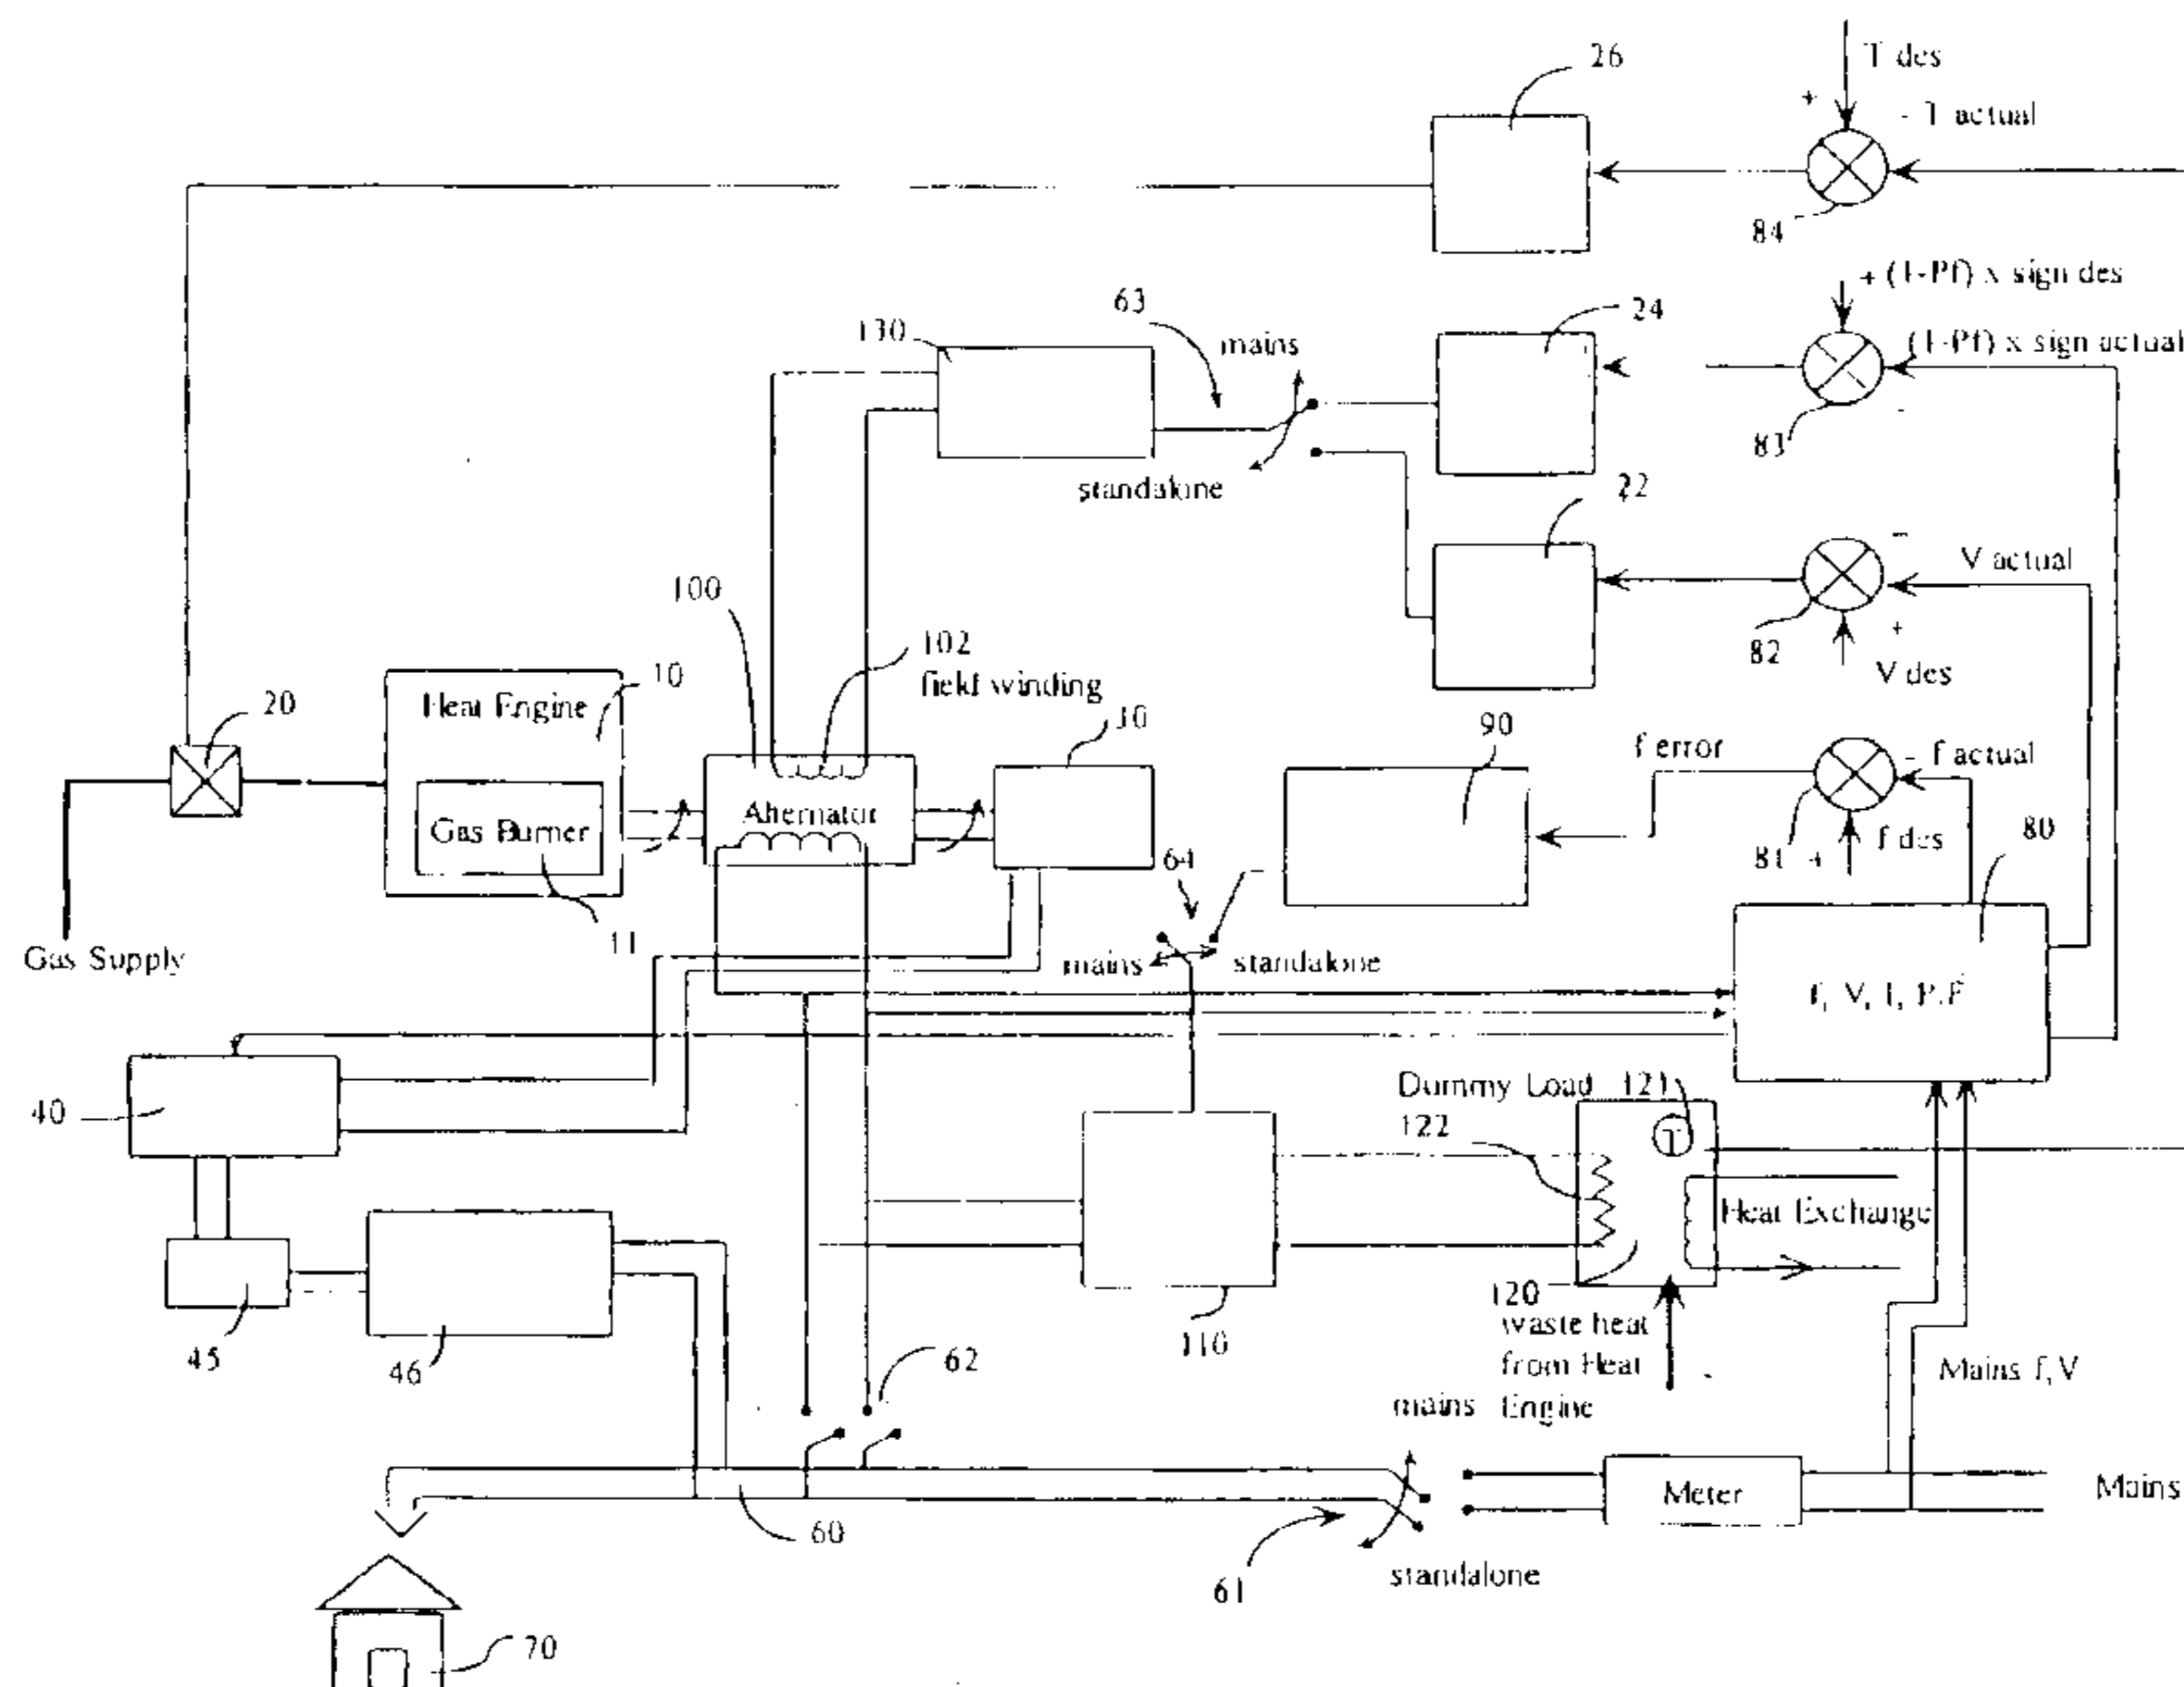 26
T des
+
- T actual
84
+ (1-Pf) x sign des
63
24
130
mains
(1-Pf) x sign actual
-
83
standalone
22
-
V actual
100
102
field winding
82
+
V des
10
Heat Engine
20
30
90
f error
- f actual
Alternator
Gas Burner
f des
80
81 +
64
11
Gas Supply
mains
standalone
f, V, I, P.F
Dummy Load 121
40
122
Heat Exchange
120
waste heat
from Heat
Engine
110
45
46
62
Mains f, V
mains
Meter
Mains
60
61
standalone
70